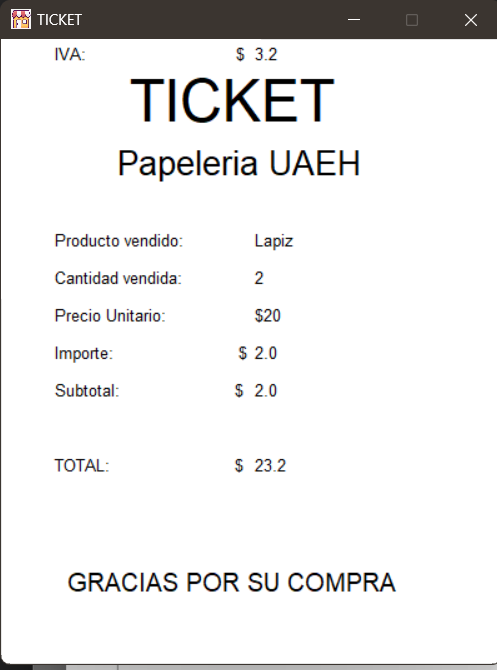 TICKET
IVA: $ 3.2
TICKET
Papeleria UAEH
Producto vendido: Lapiz
Cantidad vendida: 2
Precio Unitario: $20
Importe: $ 2.0
Subtotal: $ 2.0
TOTAL: $ 23.2
GRACIAS POR SU COMPRA